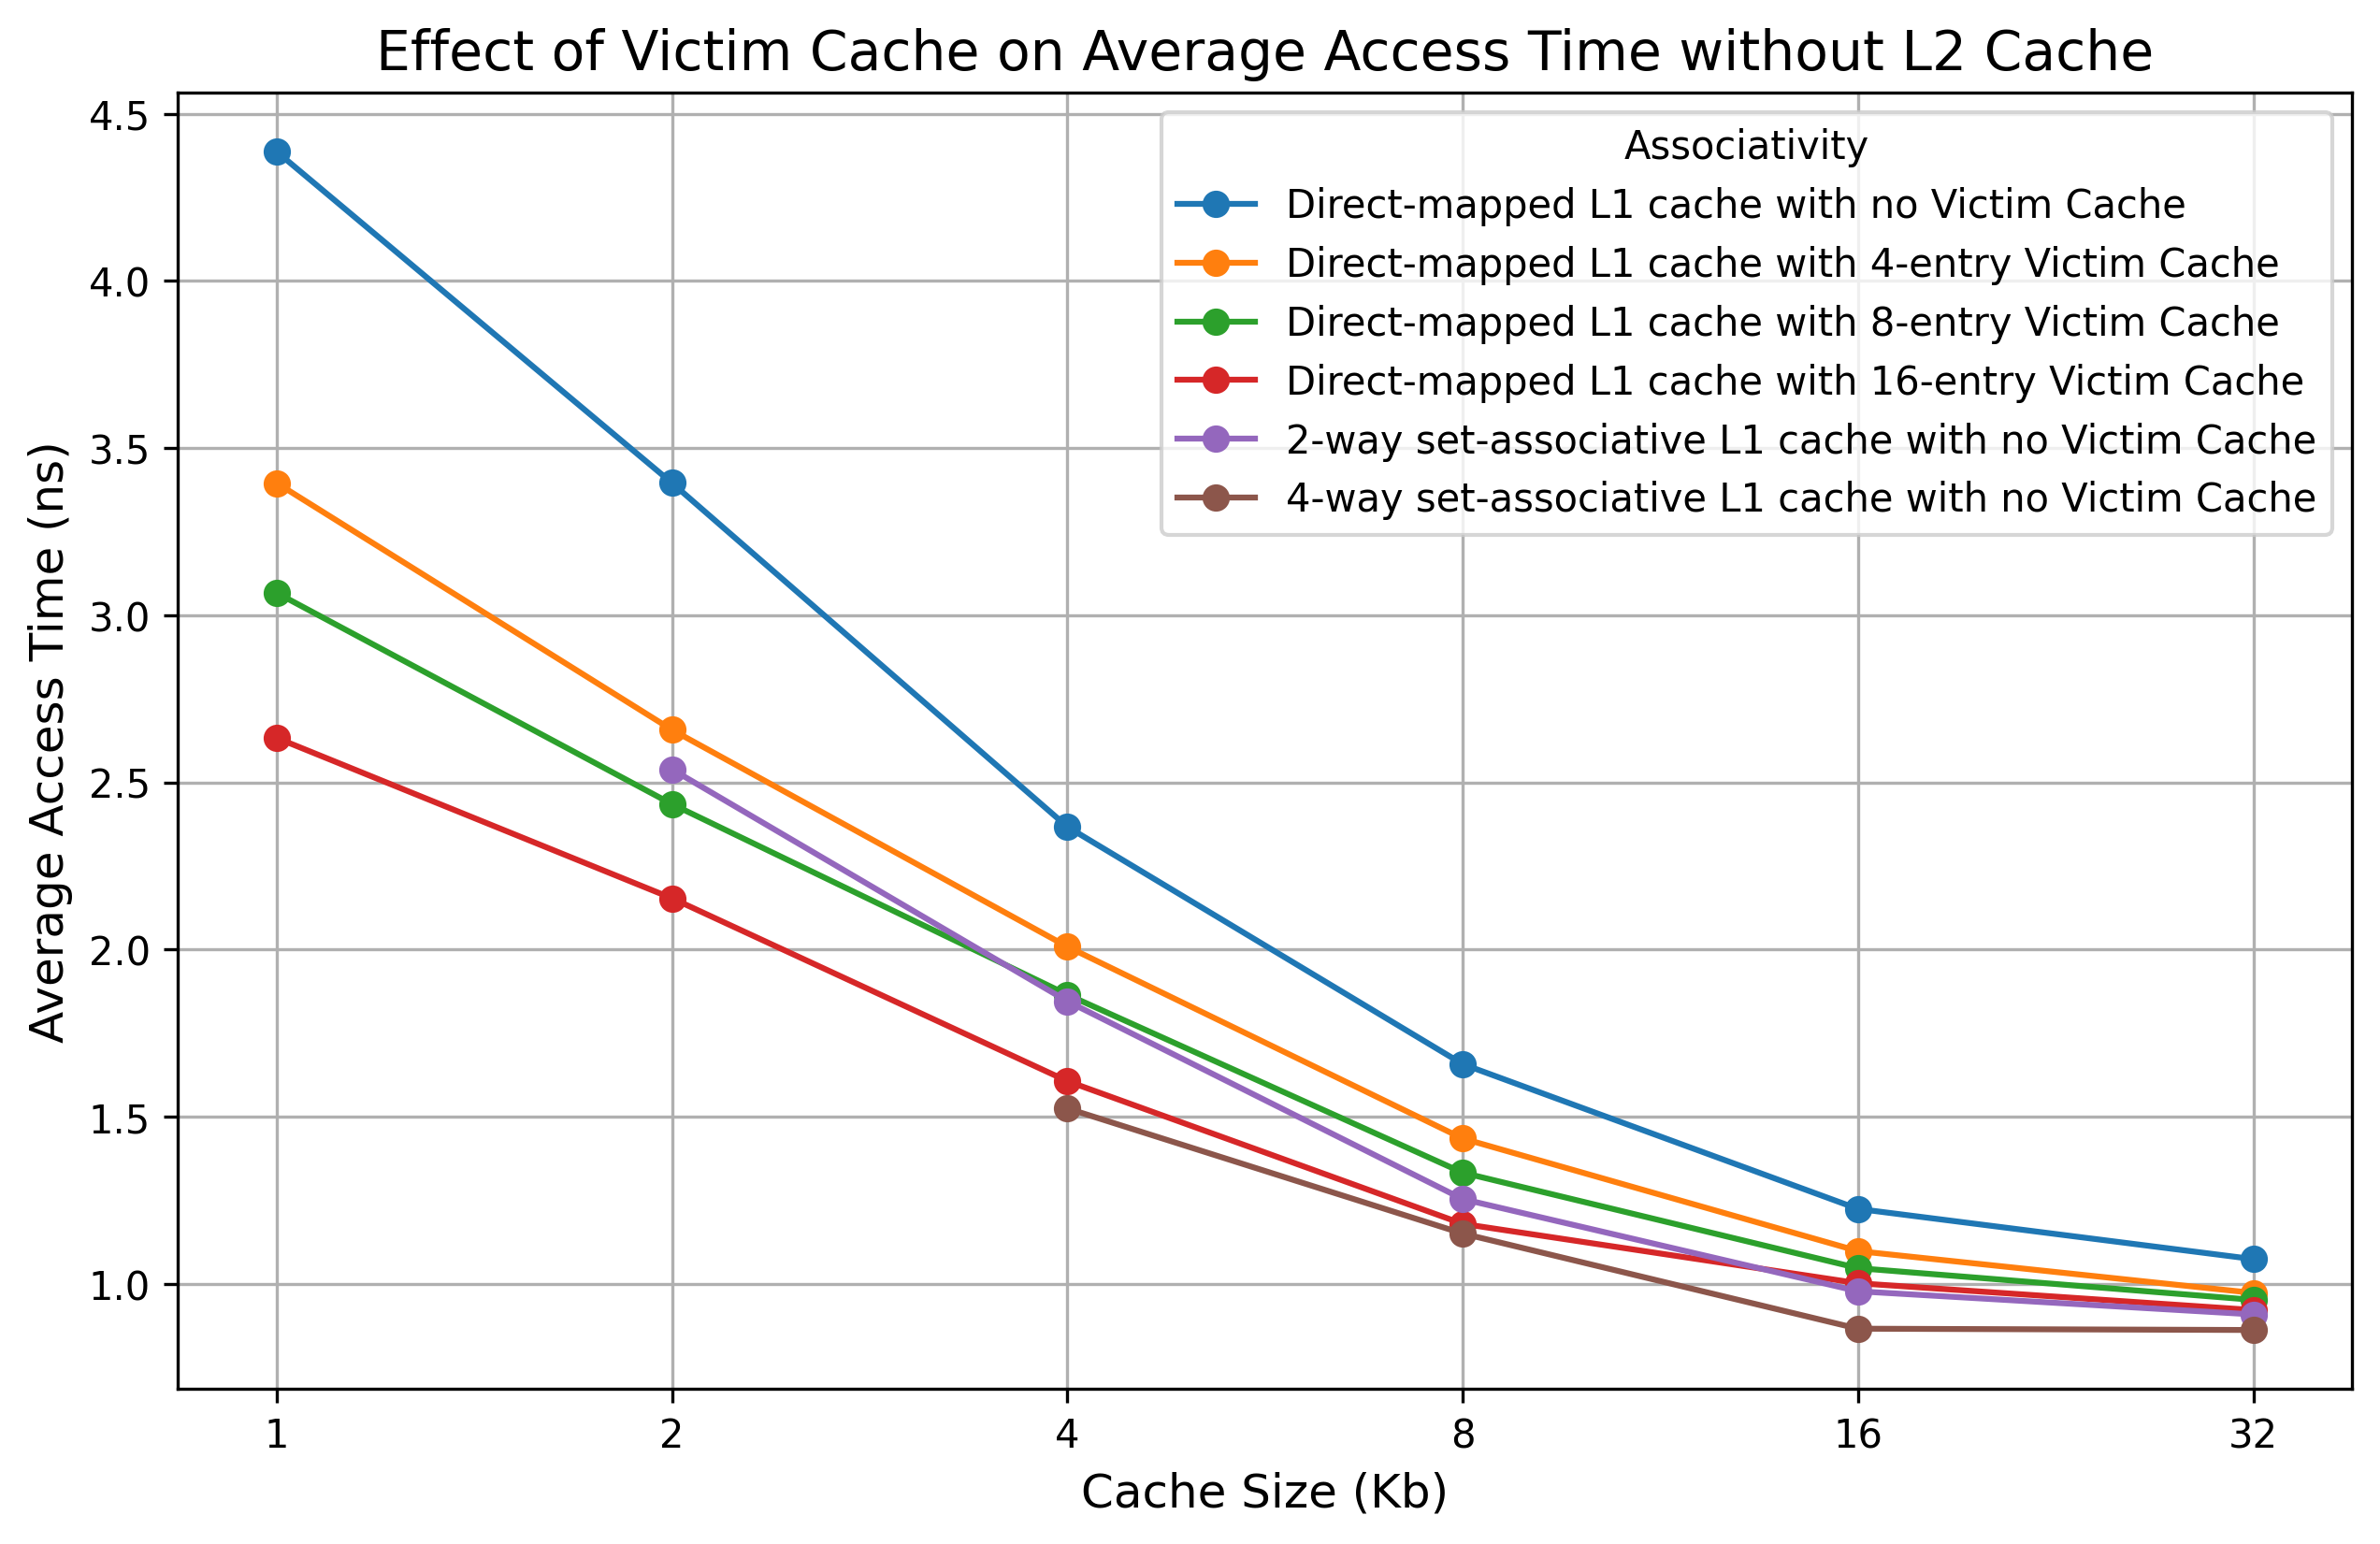 Effect of Victim Cache on Average Access Time without L2 Cache
Average Access Time (ns)
4.5
4.0
3.5
3.0
2.5
2.0
1.5
1.0
Associativity
Direct-mapped L1 cache with no Victim Cache
Direct-mapped L1 cache with 4-entry Victim Cache
Direct-mapped L1 cache with 8-entry Victim Cache
Direct-mapped L1 cache with 16-entry Victim Cache
2-way set-associative L1 cache with no Victim Cache
4-way set-associative L1 cache with no Victim Cache
1 2 4 8 16 32
Cache Size (Kb)